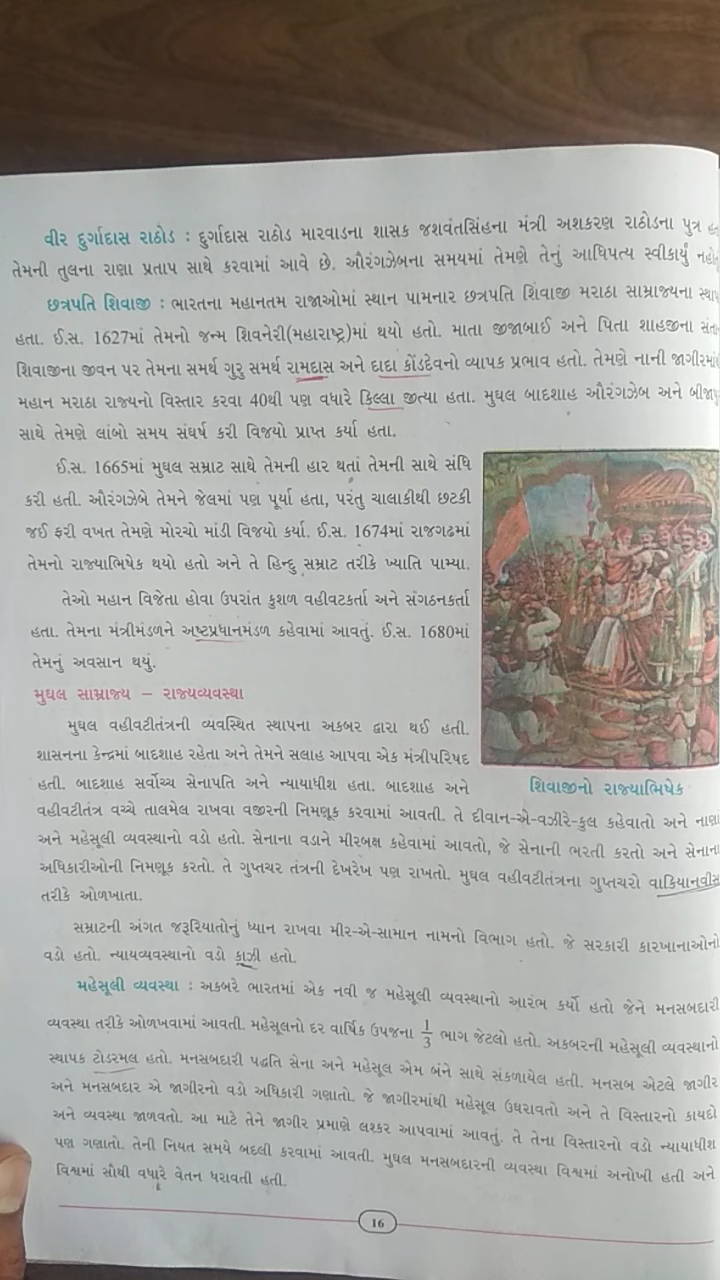 વીર દુર્ગાદાસ રાઠોડ : દુર્ગાદાસ રાઠોડ મારવાડના શાસક જશવંતસિંહના મંત્રી અશકરણ રાઠોડના પુત્ર
તેમની તુલના રાણા પ્રતાપ સાથે કરવામાં આવે છે. ઔરંગઝેબના સમયમાં તેમણે તેનું આધિપત્ય સ્વીકાર્યું
છત્રપતિ શિવાજી : ભારતના મહાનતમ રાજાઓમાં સ્થાન પામનાર છત્રપતિ શિવાજી મરાઠા સામ્રાજ્યના
હતા. ઈ.સ. 1627માં તેમનો જન્મ શિવનેરી(મહારાષ્ટ્ર)માં થયો હતો. માતા જીજાબાઈ અને પિતા શાહજીના
શિવાજીના જીવન પર તેમના સમર્થ ગુરુ સમર્થ રામદાસ અને દાદા કોંડદેવનો વ્યાપક પ્રભાવ હતો. તેમણે નાની જાગીરમાં
મહાન મરાઠા રાજ્યનો વિસ્તાર કરવા 40થી પણ વધારે કિલ્લા જીત્યા હતા. મુઘલ બાદશાહ ઔરંગઝેબ અને
સાથે તેમણે લાંબો સમય સંઘર્ષ કરી વિજયો પ્રાપ્ત કર્યા હતા.
ઈ.સ. 1665માં મુઘલ સમ્રાટ સાથે તેમની હાર થતાં તેમની સાથે સંધિ
કરી હતી. ઔરંગઝેબે તેમને જેલમાં પણ પૂર્યા હતા, પરંતુ ચાલાકીથી છટકી
જઈ ફરી વખત તેમણે મોરચો માંડી વિજયો કર્યા. ઈ.સ. 1674માં રાજગઢમાં
તેમનો રાજ્યાભિષેક થયો હતો અને તે હિન્દુ સમ્રાટ તરીકે ખ્યાતિ પામ્યા.
તેઓ મહાન વિજેતા હોવા ઉપરાંત કુશળ વહીવટકર્તા અને સંગઠનકર્તા
હતા. તેમના મંત્રીમંડળને અષ્ટપ્રધાનમંડળ કહેવામાં આવતું. ઈ.સ. 1680માં
તેમનું અવસાન થયું.
શિવાજીનો રાજ્યાભિષેક
મુઘલ સામ્રાજ્ય – રાજ્યવ્યવસ્થા
મુઘલ વહીવટીતંત્રની વ્યવસ્થિત સ્થાપના અકબર દ્વારા થઈ હતી.
શાસનના કેન્દ્રમાં બાદશાહ રહેતા અને તેમને સલાહ આપવા એક મંત્રીપરિષદ
હતી. બાદશાહ સર્વોચ્ચ સેનાપતિ અને ન્યાયાધીશ હતા. બાદશાહ અને
વહીવટીતંત્ર વચ્ચે તાલમેલ રાખવા વજીરની નિમણૂક કરવામાં આવતી. તે દીવાન-એ-વઝીરે-કુલ કહેવાતો અને નાણા
અને મહેસૂલી વ્યવસ્થાનો વડો હતો. સેનાના વડાને મીરબક્ષ કહેવામાં આવતો, જે સેનાની ભરતી કરતો અને સેનાના
અધિકારીઓની નિમણૂક કરતો. તે ગુપ્તચર તંત્રની દેખરેખ પણ રાખતો. મુઘલ વહીવટીતંત્રના ગુપ્તચરો વાકિયાનવીસ
તરીકે ઓળખાતા.
સમ્રાટની અંગત જરૂરિયાતોનું ધ્યાન રાખવા મીર-એ-સામાન નામનો વિભાગ હતો. જે સરકારી કારખાનાઓનો
વડો હતો. ન્યાયવ્યવસ્થાનો વડો કાઝી હતો.
મહેસૂલી વ્યવસ્થા : અકબરે ભારતમાં એક નવી જ મહેસૂલી વ્યવસ્થાનો આરંભ કર્યો હતો જેને મનસબદારી
વ્યવસ્થા તરીકે ઓળખવામાં આવતી. મહેસૂલનો દર વાર્ષિક ઉપજના 1/3 ભાગ જેટલો હતો. અકબરની મહેસૂલી વ્યવસ્થાનો
સ્થાપક ટોડરમલ હતો. મનસબદારી પદ્ધતિ સેના અને મહેસૂલ એમ બંને સાથે સંકળાયેલ હતી. મનસબ એટલે જાગીર
અને મનસબદાર એ જાગીરનો વડો અધિકારી ગણાતો. જે જાગીરમાંથી મહેસૂલ ઉઘરાવતો અને તે વિસ્તારનો કાયદો
અને વ્યવસ્થા જાળવતો. આ માટે તેને જાગીર પ્રમાણે લશ્કર આપવામાં આવતું. તે તેના વિસ્તારનો વડો ન્યાયાધીશ
પણ ગણાતો. તેની નિયત સમયે બદલી કરવામાં આવતી. મુઘલ મનસબદારની વ્યવસ્થા વિશ્વમાં અનોખી હતી અને
વિશ્વમાં સૌથી વધારે વેતન ધરાવતી હતી.
16